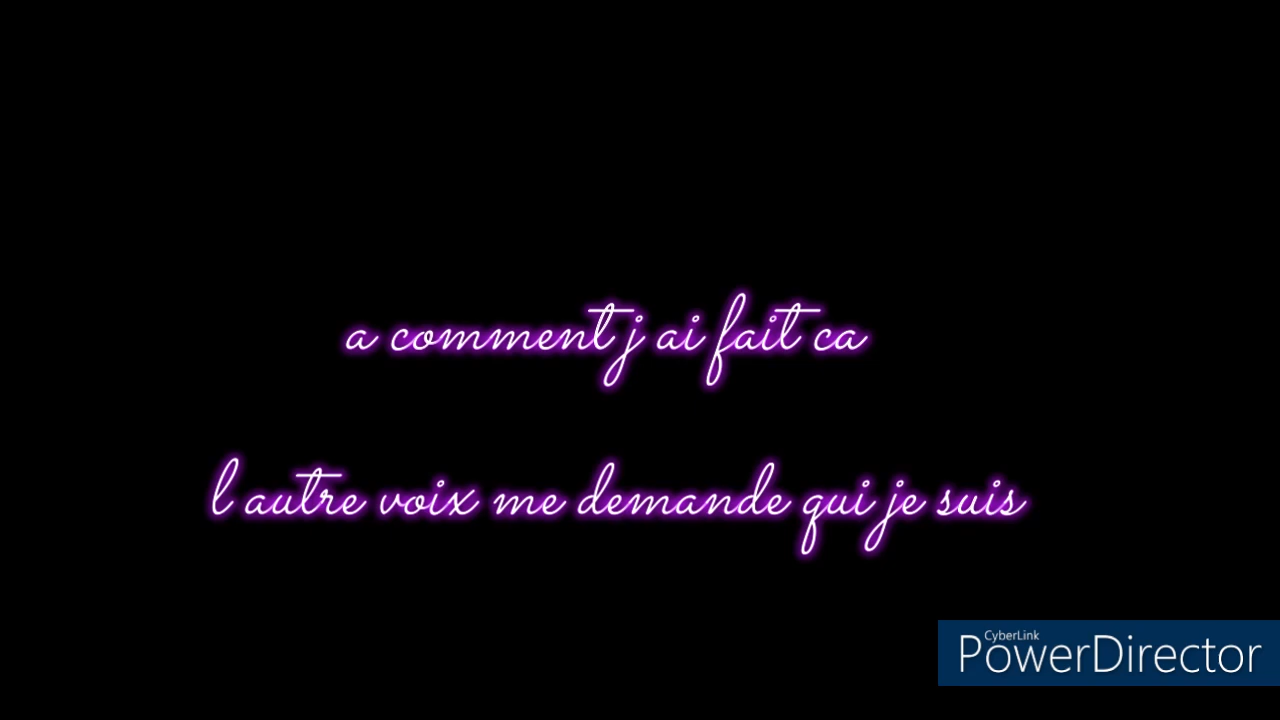 a comment j ai fait ca
l autre voix me demande qui je suis
CyberLink
PowerDirector